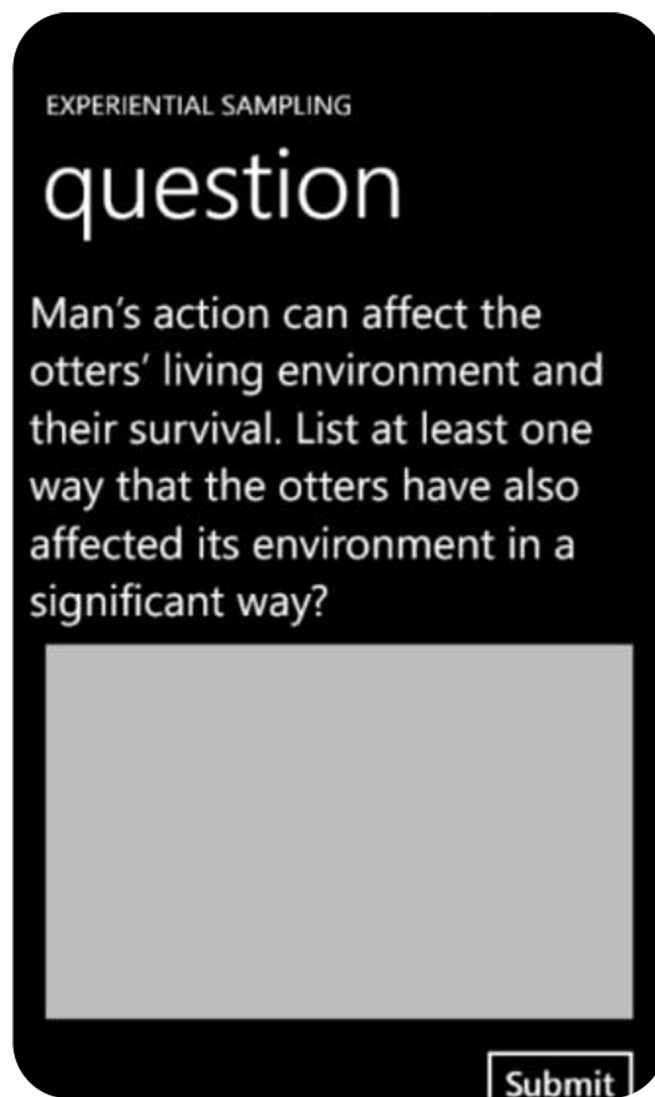 EXPERIENTIAL SAMPLING
question
Man's action can affect the
otters' living environment and
their survival. List at least one
way that the otters have also
affected its environment in a
significant way?
Submit